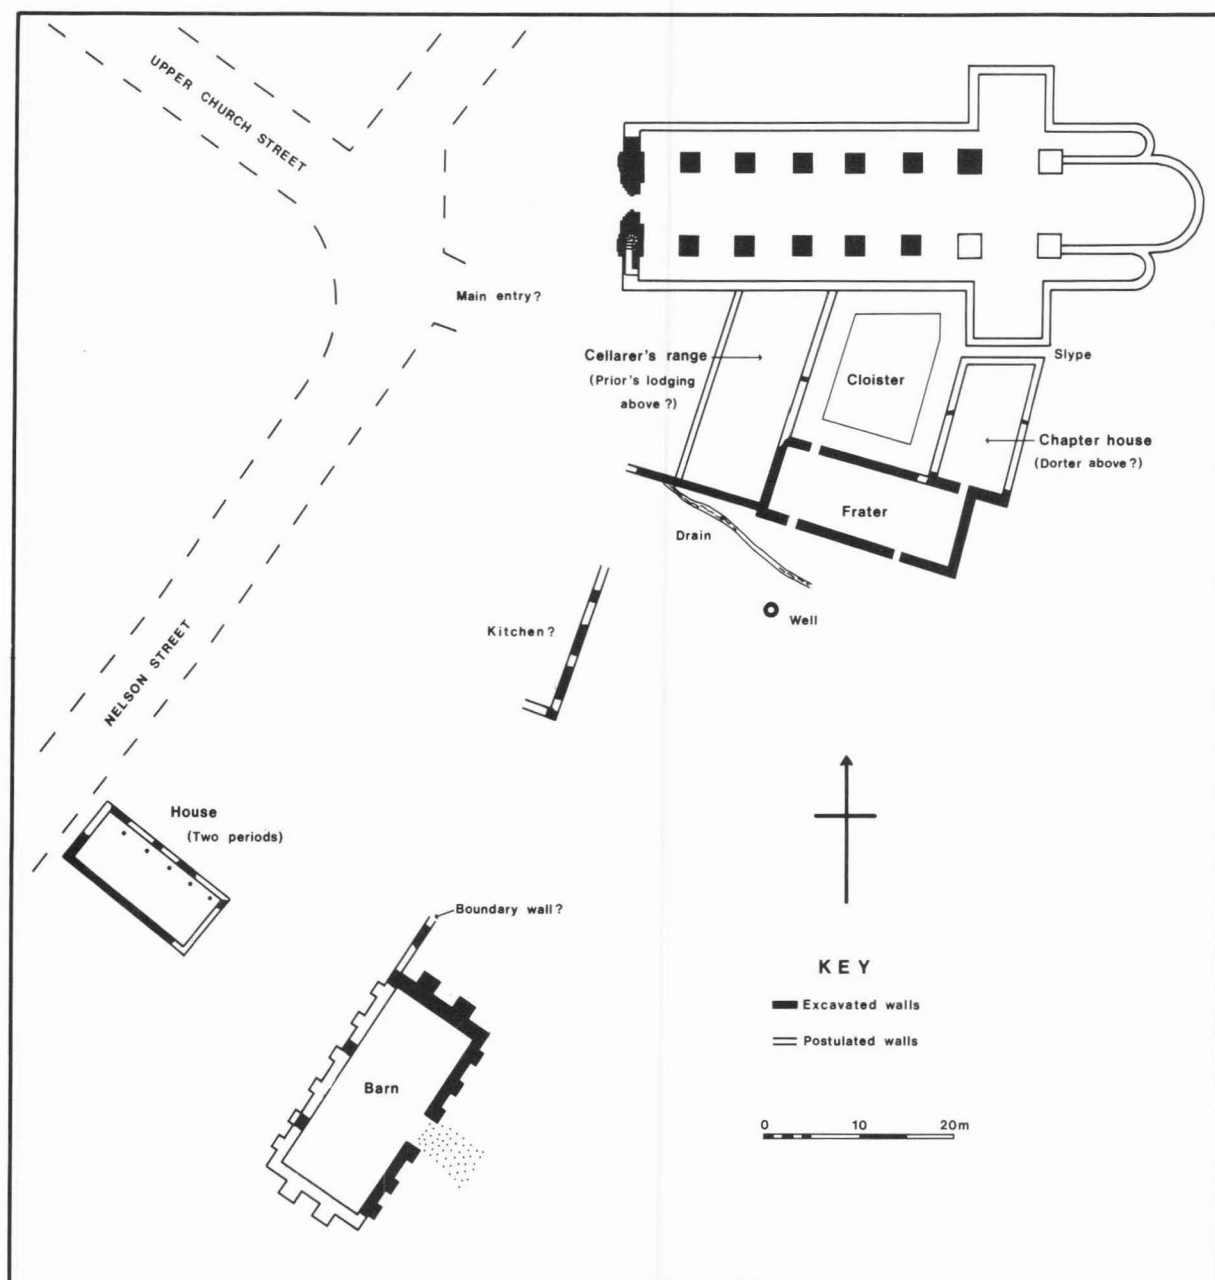 UPPER CHURCH STREET
Main entry?
Cellarer's range
(Prior's lodging
above?)
Cloister
Slype
Chapter house
(Dorter above?)
Frater
Drain
Well
Kitchen?
NELSON STREET
House
(Two periods)
Boundary wall?
Barn
KEY
Excavated walls
Postulated walls
0 10 20m